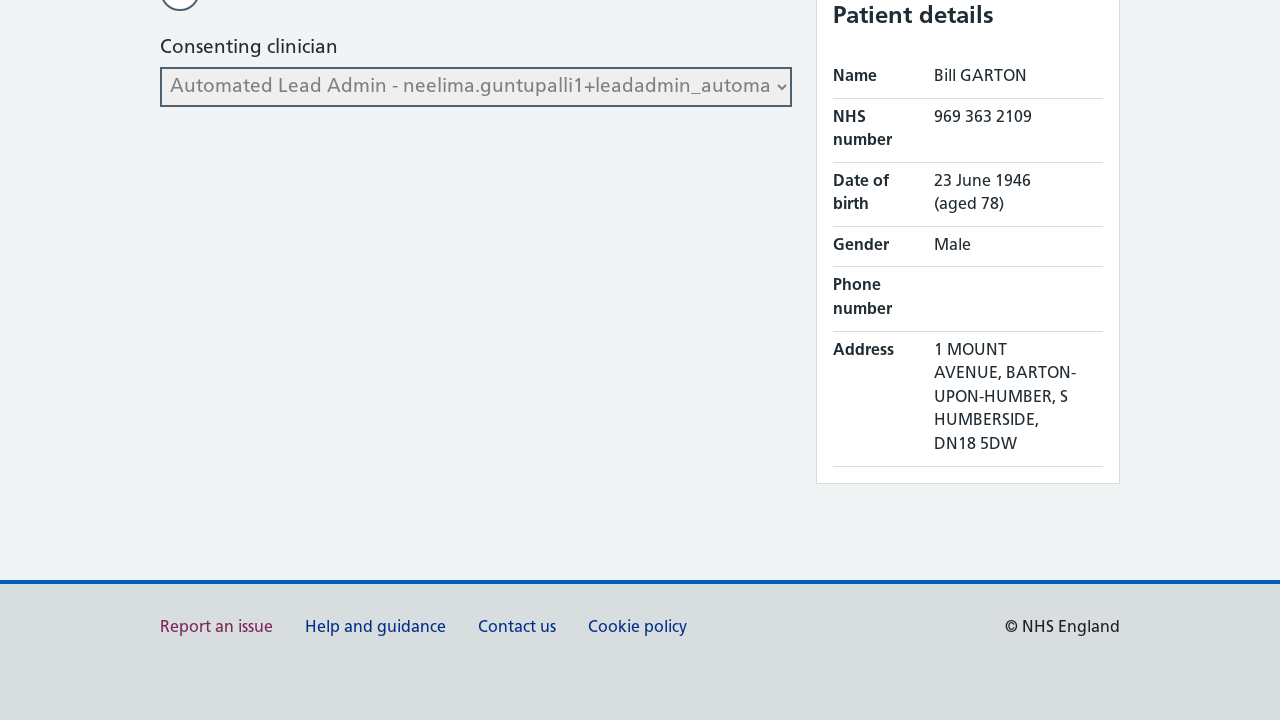 Consenting clinician
Automated Lead Admin - neelima.guntupalli1+leadadmin_automa
Patient details
Name Bill GARTON
NHS number 969 363 2109
Date of birth 23 June 1946 (aged 78)
Gender Male
Phone number
Address 1 MOUNT
AVENUE, BARTON-
UPON-HUMBER, S
HUMBERSIDE,
DN18 5DW
Report an issue Help and guidance Contact us Cookie policy © NHS England